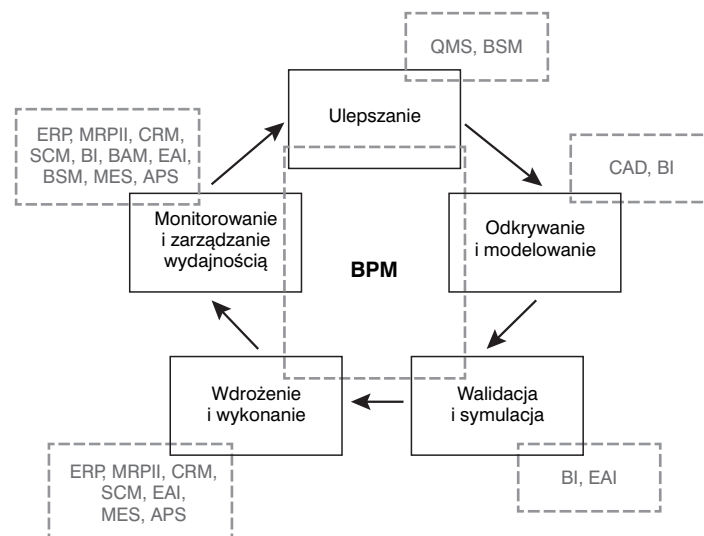 QMS, BSM
Ulepszanie
ERP, MRPII, CRM,
SCM, BI, BAM, EAI,
BSM, MES, APS
CAD, BI
Monitorowanie
i zarządzanie
wydajnością
BPM
Odkrywanie
i modelowanie
Wdrożenie
i wykonanie
Walidacja
i symulacja
ERP, MRPII, CRM,
SCM, EAI,
MES, APS
BI, EAI